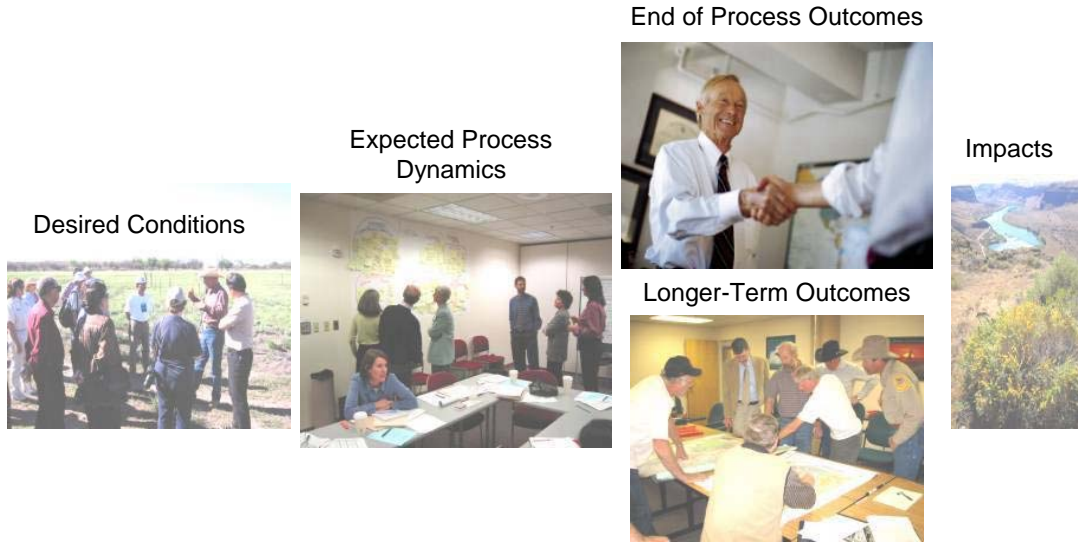 End of Process Outcomes
Expected Process
Dynamics
Impacts
Desired Conditions
Longer-Term Outcomes